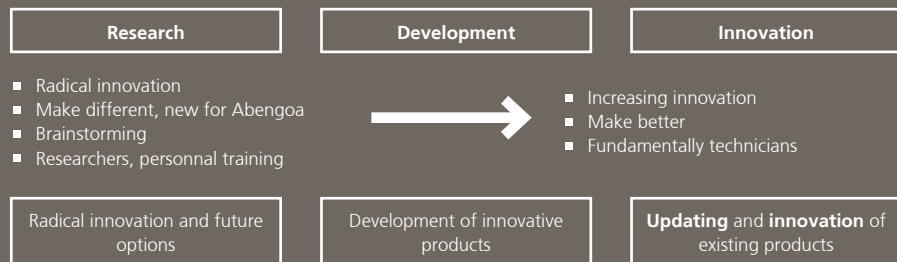 Research
Development
Innovation
Radical innovation
Make different, new for Abengoa
Brainstorming
Researchers, personnal training
Increasing innovation
Make better
Fundamentally technicians
Radical innovation and future
options
Development of innovative
products
Updating and innovation of
existing products